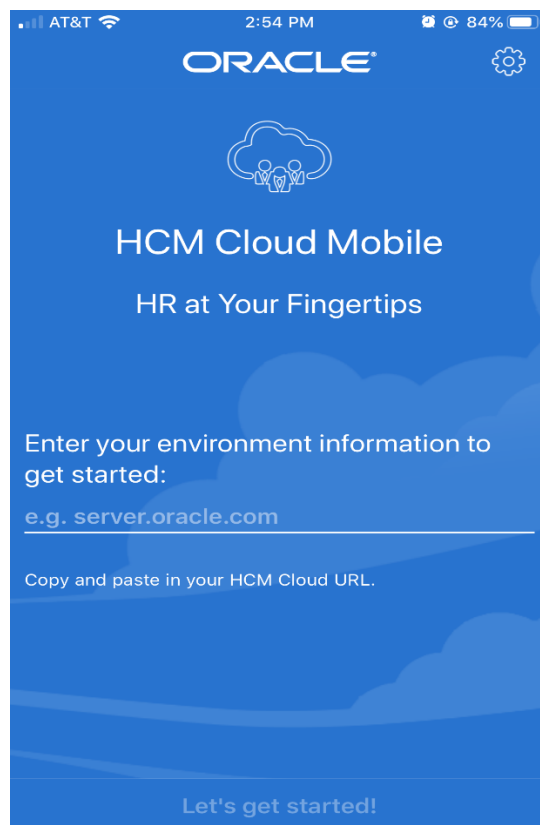 AT&T 2:54 PM 84%
ORACLE®
HCM Cloud Mobile
HR at Your Fingertips
Enter your environment information to
get started:
e.g. server.oracle.com
Copy and paste in your HCM Cloud URL.
Let's get started!